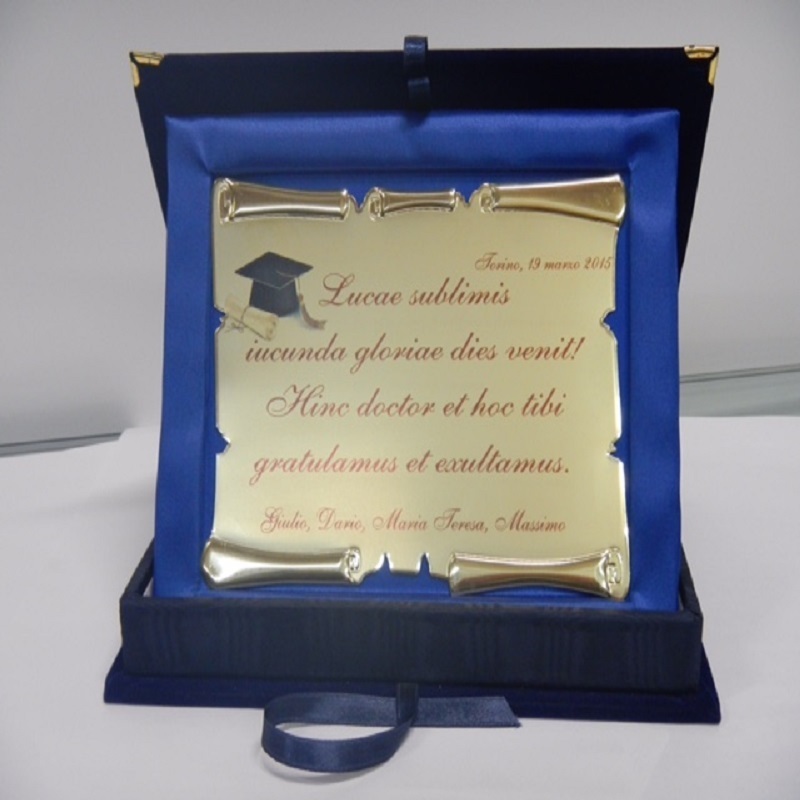 Torino, 19 marzo 2015
Lucae sublimis
iucunda gloriae dies venit!
Hinc doctor et hoc tibi
gratulamus et exultamus.
Giulio, Dario, Maria Teresa, Massimo